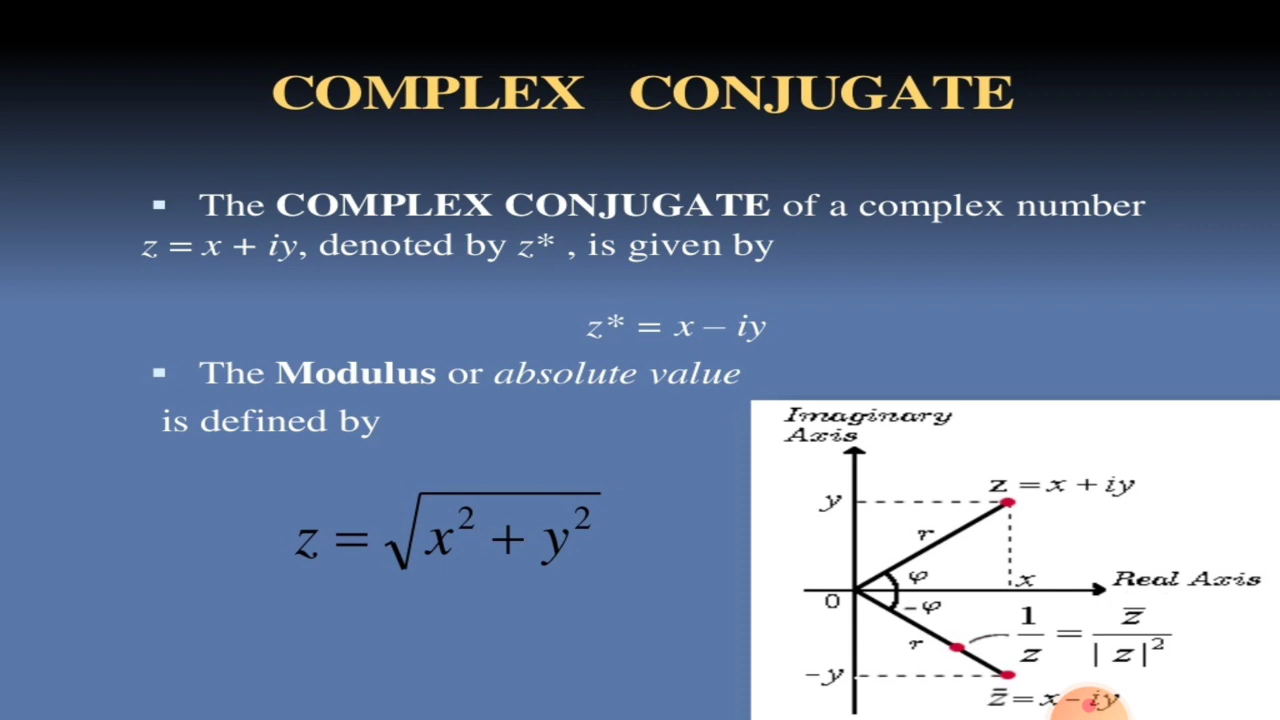 COMPLEX CONJUGATE
▪ The COMPLEX CONJUGATE of a complex number
z = x + iy, denoted by z* , is given by
z* = x – iy
▪ The Modulus or absolute value
is defined by
z = √(x² + y²)
Imaginary
Axis
z = x + iy
y
r
φ
x
Real Axis
0
-φ
1/z = z̅/|z|²
r
-y
z̅ = x - iy